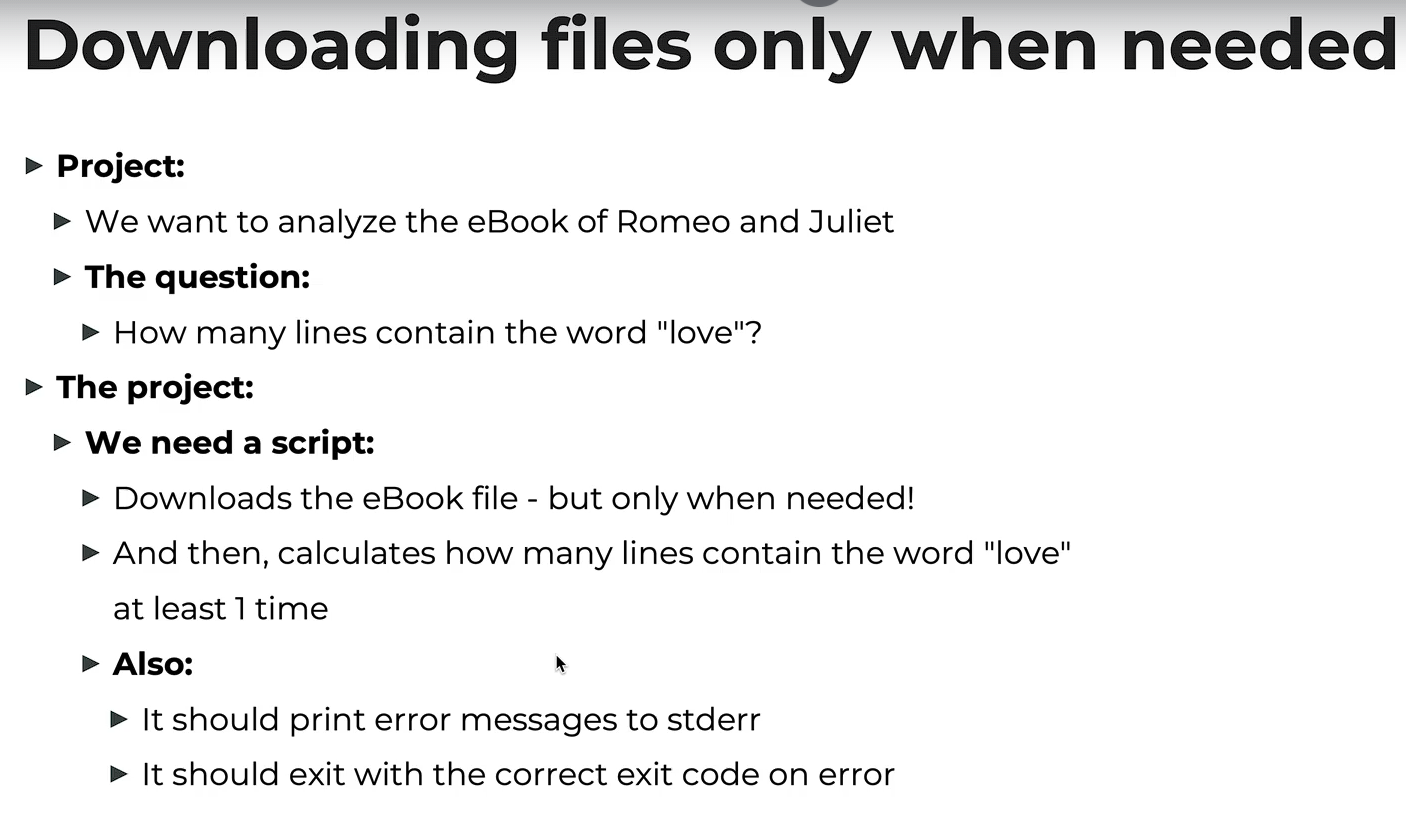 Downloading files only when needed
Project:
We want to analyze the eBook of Romeo and Juliet
The question:
How many lines contain the word "love"?
The project:
We need a script:
Downloads the eBook file - but only when needed!
And then, calculates how many lines contain the word "love"
at least 1 time
Also:
It should print error messages to stderr
It should exit with the correct exit code on error